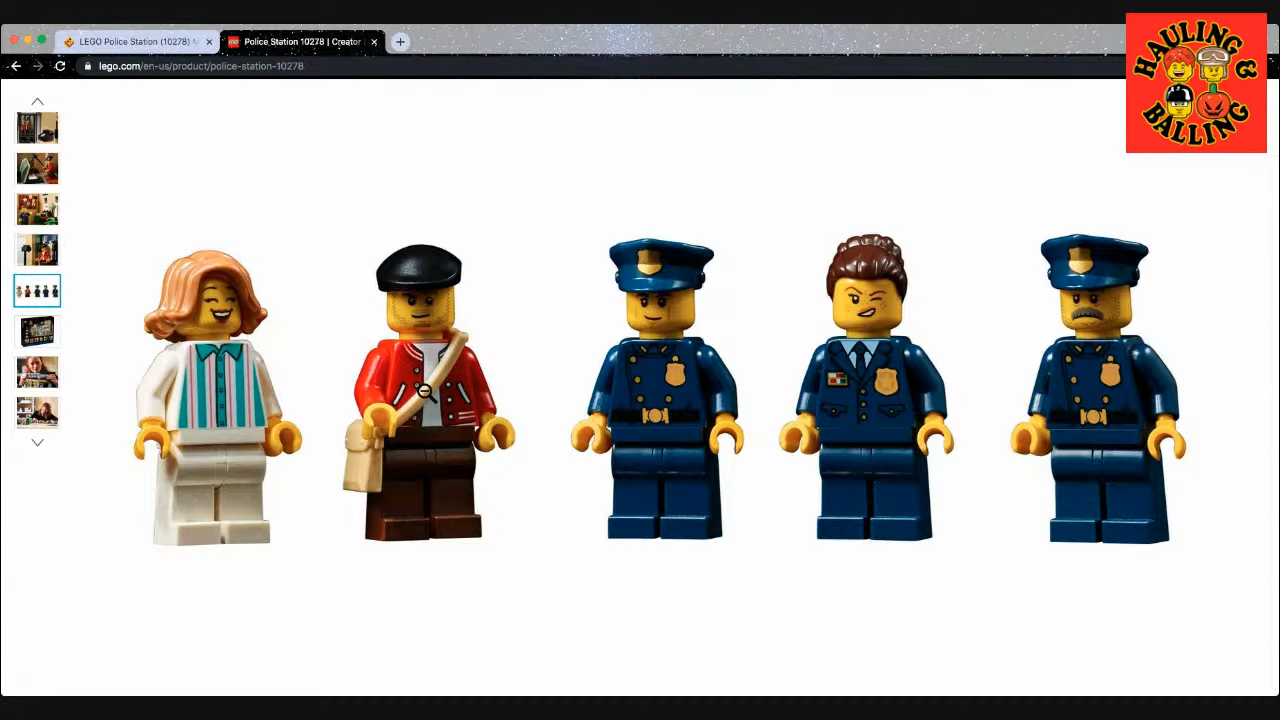 LEGO Police Station (10278) M
Police Station 10278 | Creator
lego.com/en-us/product/police-station-10278
HAULING &
BALLING